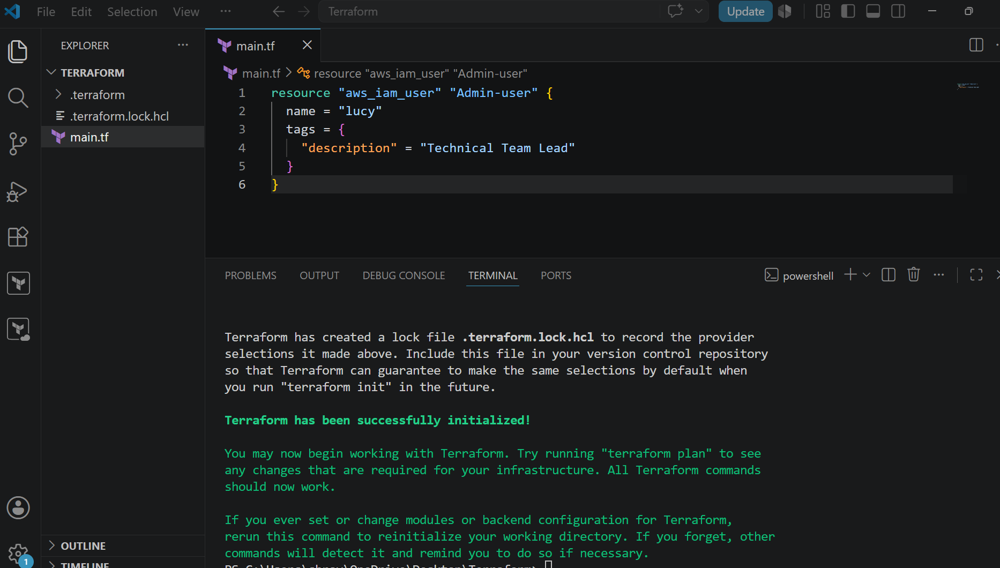 File Edit Selection View ··· Terraform Update
EXPLORER ···
TERRAFORM
.terraform
.terraform.lock.hcl
main.tf
OUTLINE
TIMELINE
1
main.tf
main.tf > resource "aws_iam_user" "Admin-user"
1 resource "aws_iam_user" "Admin-user" {
2 name = "lucy"
3 tags = {
4 "description" = "Technical Team Lead"
5 }
6 }
PROBLEMS OUTPUT DEBUG CONSOLE TERMINAL PORTS powershell
Terraform has created a lock file .terraform.lock.hcl to record the provider
selections it made above. Include this file in your version control repository
so that Terraform can guarantee to make the same selections by default when
you run "terraform init" in the future.
Terraform has been successfully initialized!
You may now begin working with Terraform. Try running "terraform plan" to see
any changes that are required for your infrastructure. All Terraform commands
should now work.
If you ever set or change modules or backend configuration for Terraform,
rerun this command to reinitialize your working directory. If you forget, other
commands will detect it and remind you to do so if necessary.